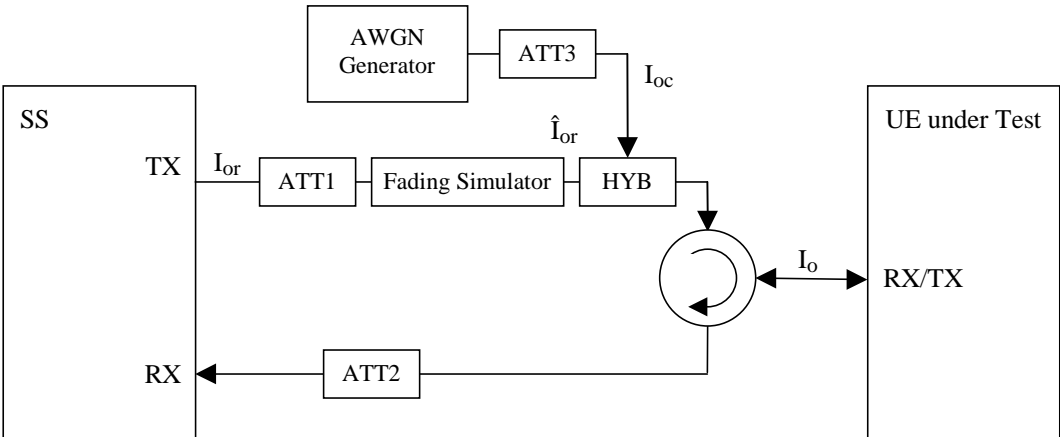 AWGN
Generator
ATT3
I_oc
SS
UE under Test
Î_or
TX
I_or
ATT1
Fading Simulator
HYB
I_o
RX/TX
RX
ATT2